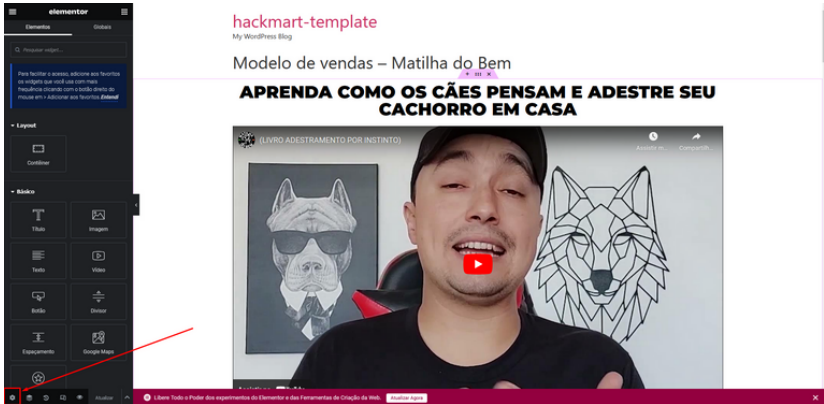 elementor
Elementos
Globais
Pesquisar widget...
Para facilitar o acesso, adicione aos favoritos
os widgets que você usa com mais
frequência clicando com o botão direito do
mouse em > Adicionar aos favoritos. Entendi
Layout
Contêiner
Básico
Título
Imagem
Texto
Vídeo
Botão
Divisor
Espaçamento
Google Maps
Atualizar
hackmart-template
My WordPress Blog
Modelo de vendas – Matilha do Bem
APRENDA COMO OS CÃES PENSAM E ADESTRE SEU
CACHORRO EM CASA
(LIVRO ADESTRAMENTO POR INSTINTO)
Assistir m...
Compartilh...
Libere Todo o Poder dos experimentos do Elementor e das Ferramentas de Criação da Web.
Atualizar Agora